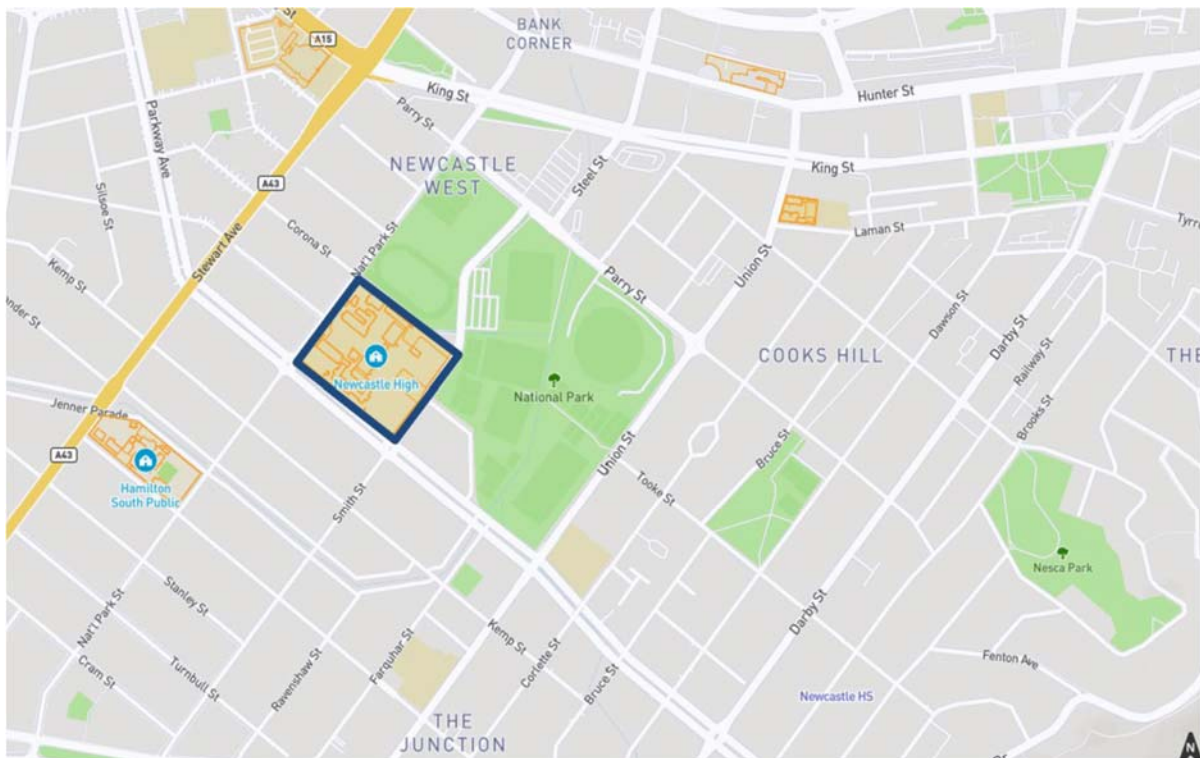 BANK
CORNER
St
A15
King St
Hunter St
Parry St
Parkway Ave
NEWCASTLE
WEST
Steel St
King St
A43
Silsoe St
Laman St
Nat'l Park St
Corona St
Stewart Ave
Union St
Kemp St
Parry St
Dawson St
Darby St
Railway St
COOKS HILL
THE
Newcastle High
National Park
Jenner Parade
Brooks St
A43
Union St
Bruce St
Hamilton
South Public
Tooke St
Smith St
Nesca Park
Stanley St
Nat'l Park St
Darby St
Kemp St
Farquhar St
Corlette St
Fenton Ave
Cram St
Turnbull St
Ravenshaw St
Bruce St
Newcastle HS
THE
JUNCTION
N